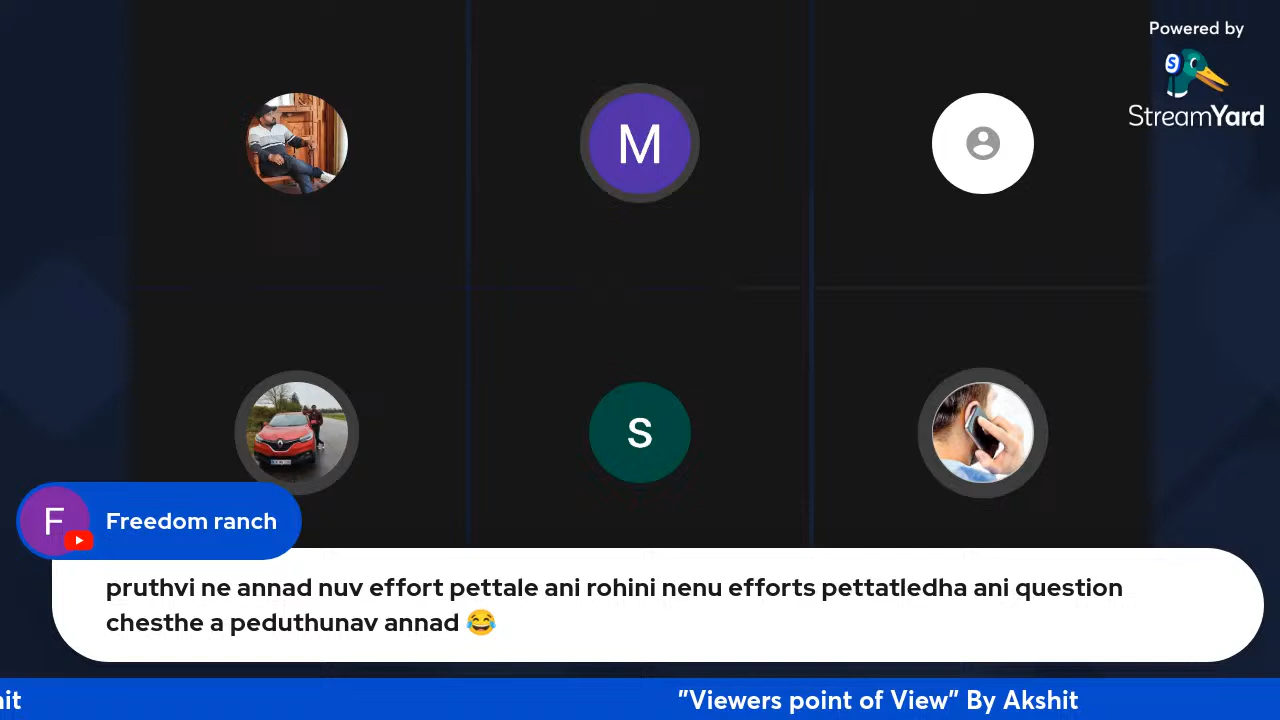 Powered by
S
StreamYard
M
S
F
Freedom ranch
pruthvi ne annad nuv effort pettale ani rohini nenu efforts pettatledha ani question
chesthe a peduthunav annad 😂
hit
"Viewers point of View" By Akshit